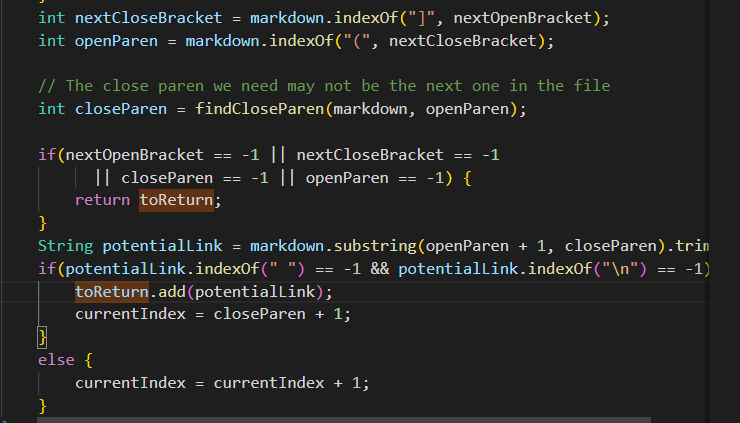 int nextCloseBracket = markdown.indexOf("]", nextOpenBracket);
int openParen = markdown.indexOf("(", nextCloseBracket);
// The close paren we need may not be the next one in the file
int closeParen = findCloseParen(markdown, openParen);
if(nextOpenBracket == -1 || nextCloseBracket == -1
|| closeParen == -1 || openParen == -1) {
return toReturn;
}
String potentialLink = markdown.substring(openParen + 1, closeParen).trim
if(potentialLink.indexOf(" ") == -1 && potentialLink.indexOf("\n") == -1)
toReturn.add(potentialLink);
currentIndex = closeParen + 1;
}
else {
currentIndex = currentIndex + 1;
}